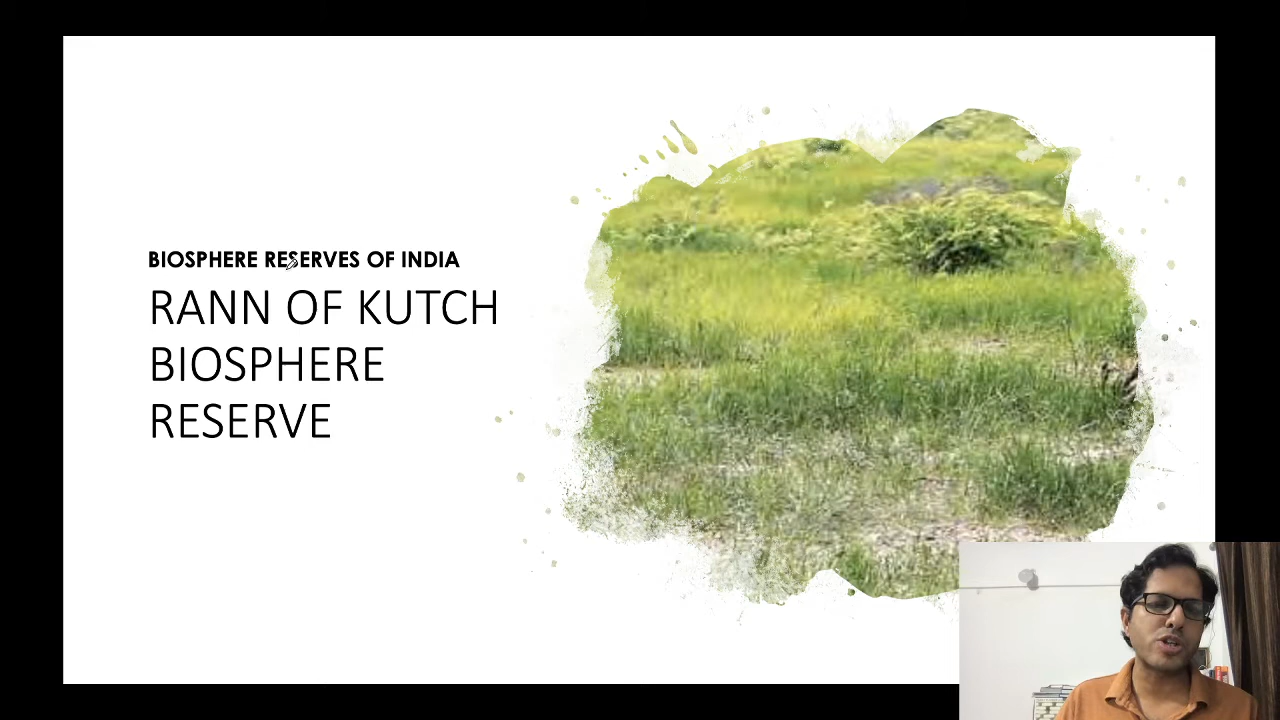 BIOSPHERE RESERVES OF INDIA
RANN OF KUTCH
BIOSPHERE
RESERVE